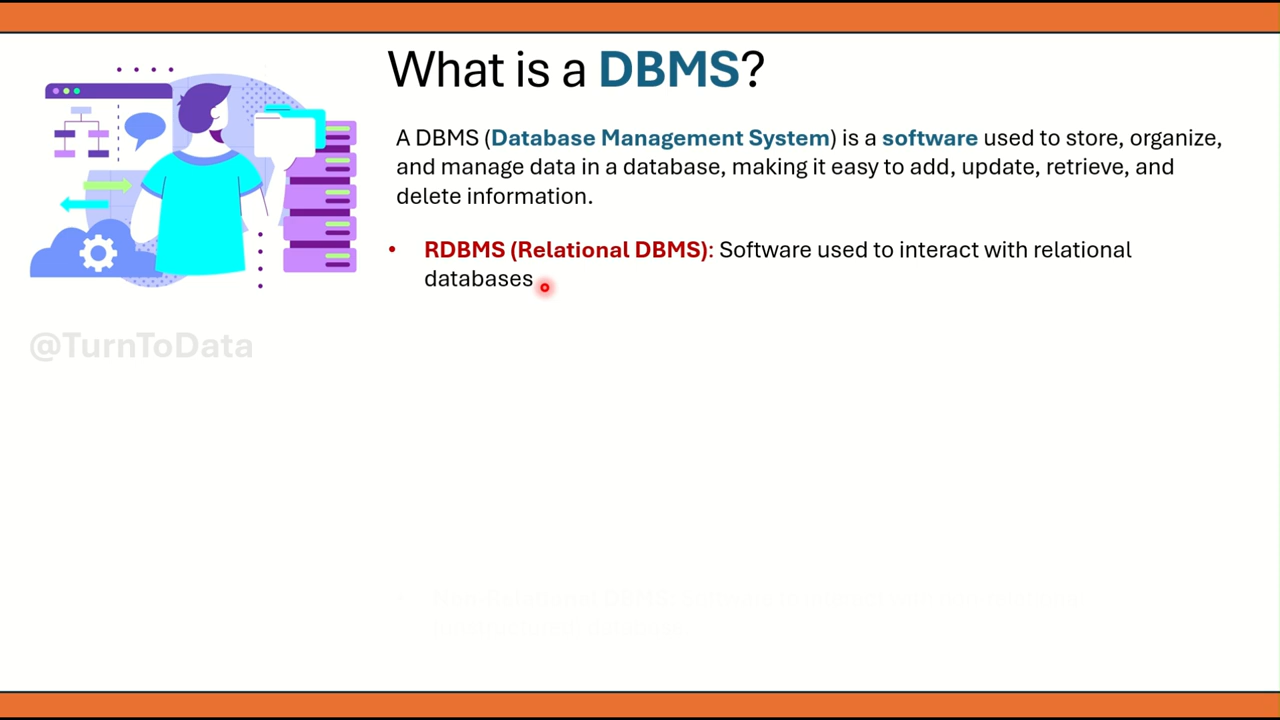 What is a DBMS?
A DBMS (Database Management System) is a software used to store, organize,
and manage data in a database, making it easy to add, update, retrieve, and
delete information.
• RDBMS (Relational DBMS): Software used to interact with relational
databases
@TurnToData